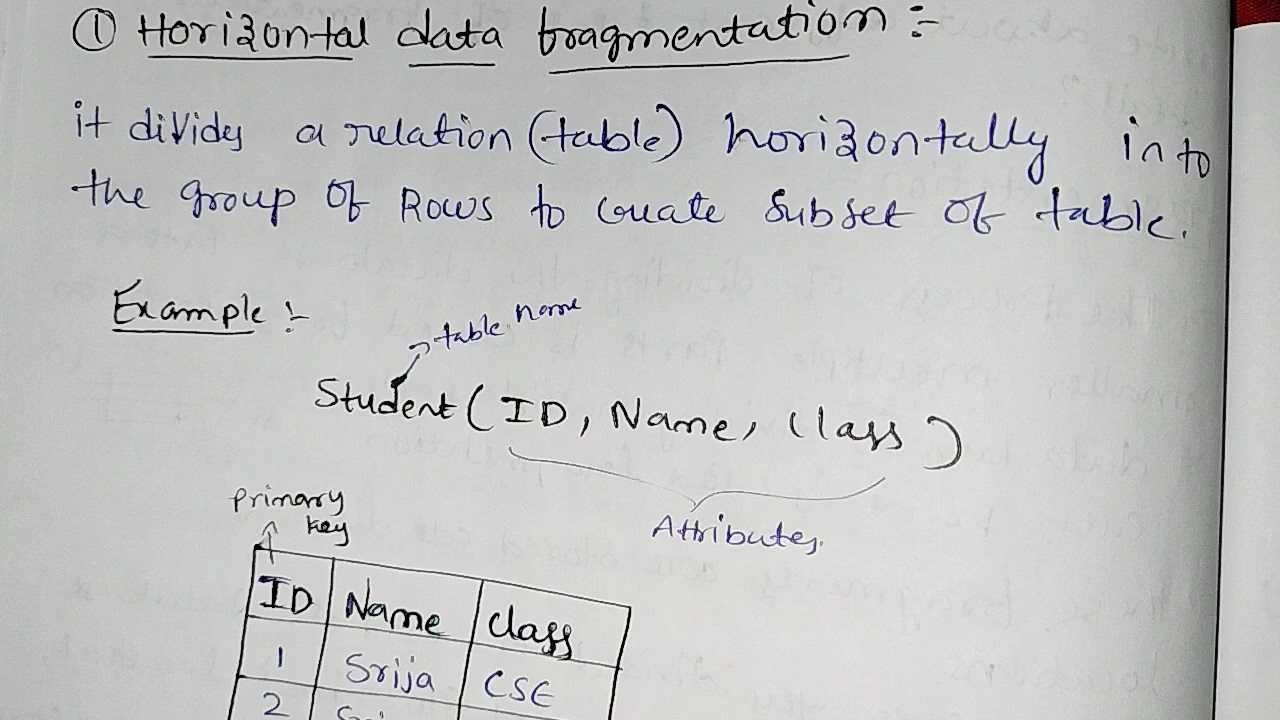 ① Horizontal data fragmentation :-
it divides a relation (table) horizontally into
the group of Rows to create subset of table.
Example :-
table name
Student (ID, Name, Class)
Primary
key
Attributes.
ID Name Class
1 Srija CSE
2